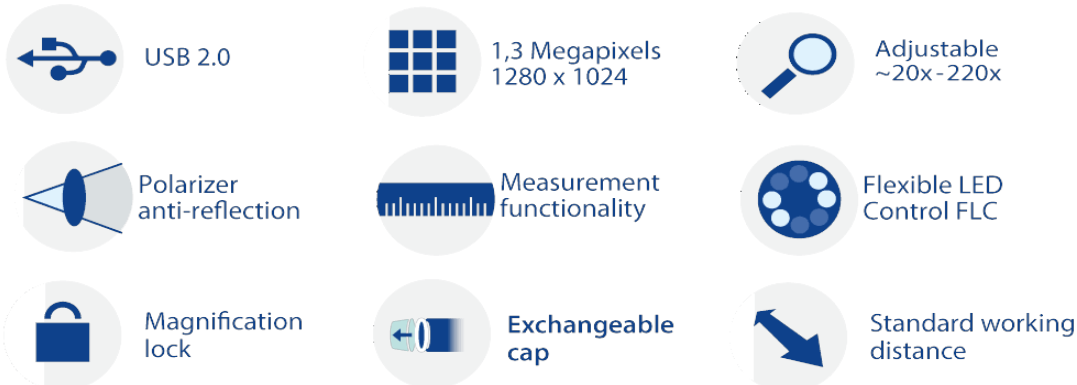 USB 2.0
1,3 Megapixels
1280 x 1024
Adjustable
~20x-220x
Polarizer
anti-reflection
Measurement
functionality
Flexible LED
Control FLC
Magnification
lock
Exchangeable
cap
Standard working
distance